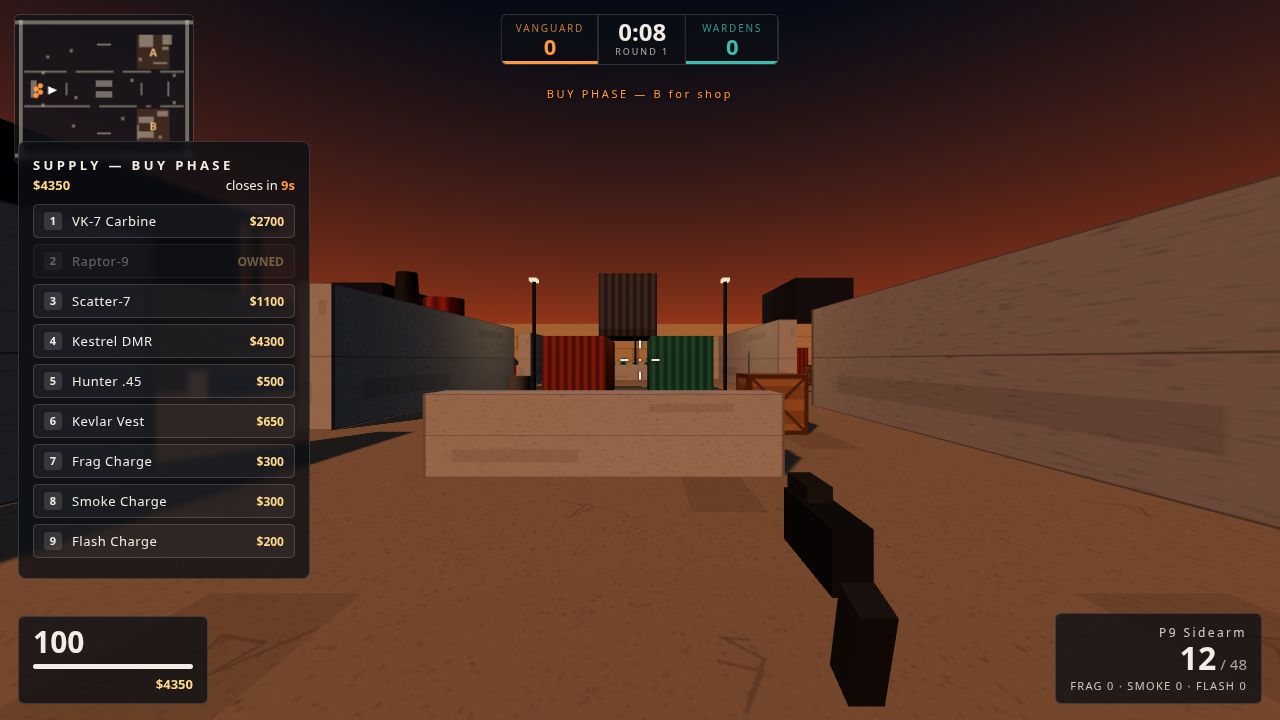 A
B
VANGUARD
0
0:08
ROUND 1
WARDENS
0
BUY PHASE — B for shop
SUPPLY — BUY PHASE
$4350
closes in 9s
1 VK-7 Carbine $2700
2 Raptor-9 OWNED
3 Scatter-7 $1100
4 Kestrel DMR $4300
5 Hunter .45 $500
6 Kevlar Vest $650
7 Frag Charge $300
8 Smoke Charge $300
9 Flash Charge $200
100
$4350
P9 Sidearm
12 / 48
FRAG 0 · SMOKE 0 · FLASH 0